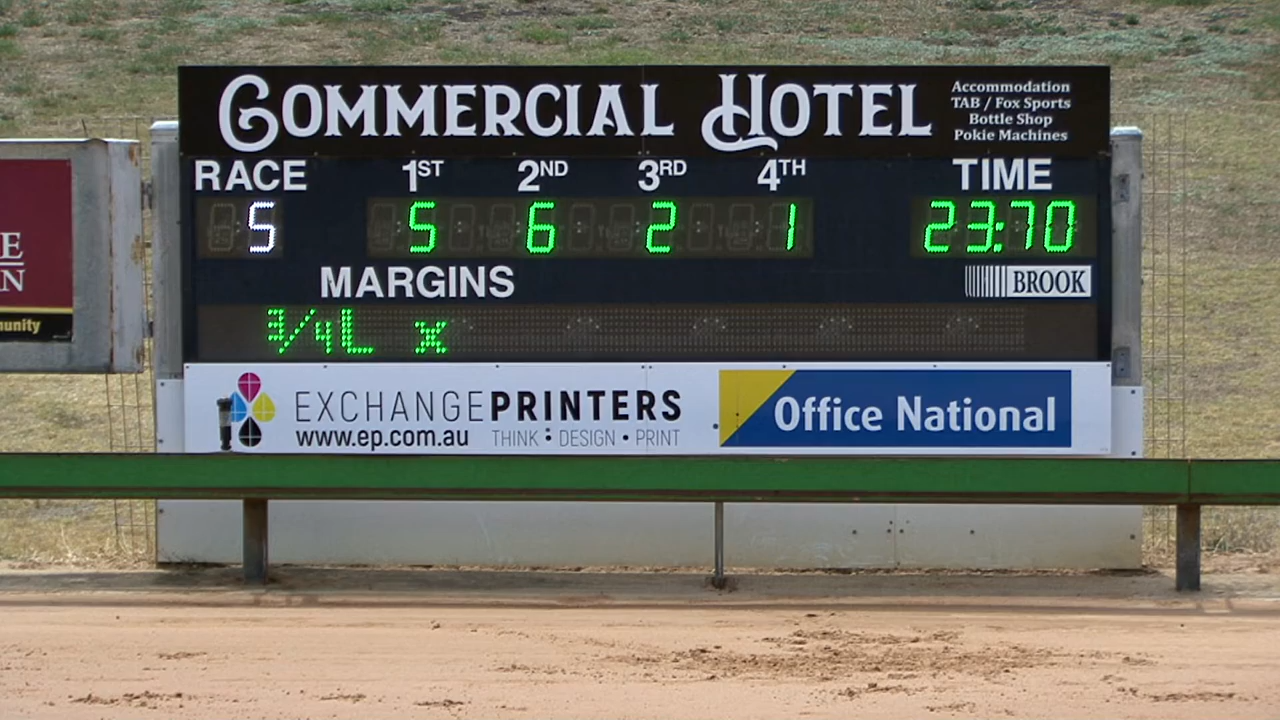 COMMERCIAL HOTEL
Accommodation
TAB / Fox Sports
Bottle Shop
Pokie Machines
RACE 1ST 2ND 3RD 4TH TIME
5 5 6 2 1 23:70
MARGINS
BROOK
3/4L x
EXCHANGEPRINTERS
www.ep.com.au THINK : DESIGN • PRINT
Office National
E
N
munity